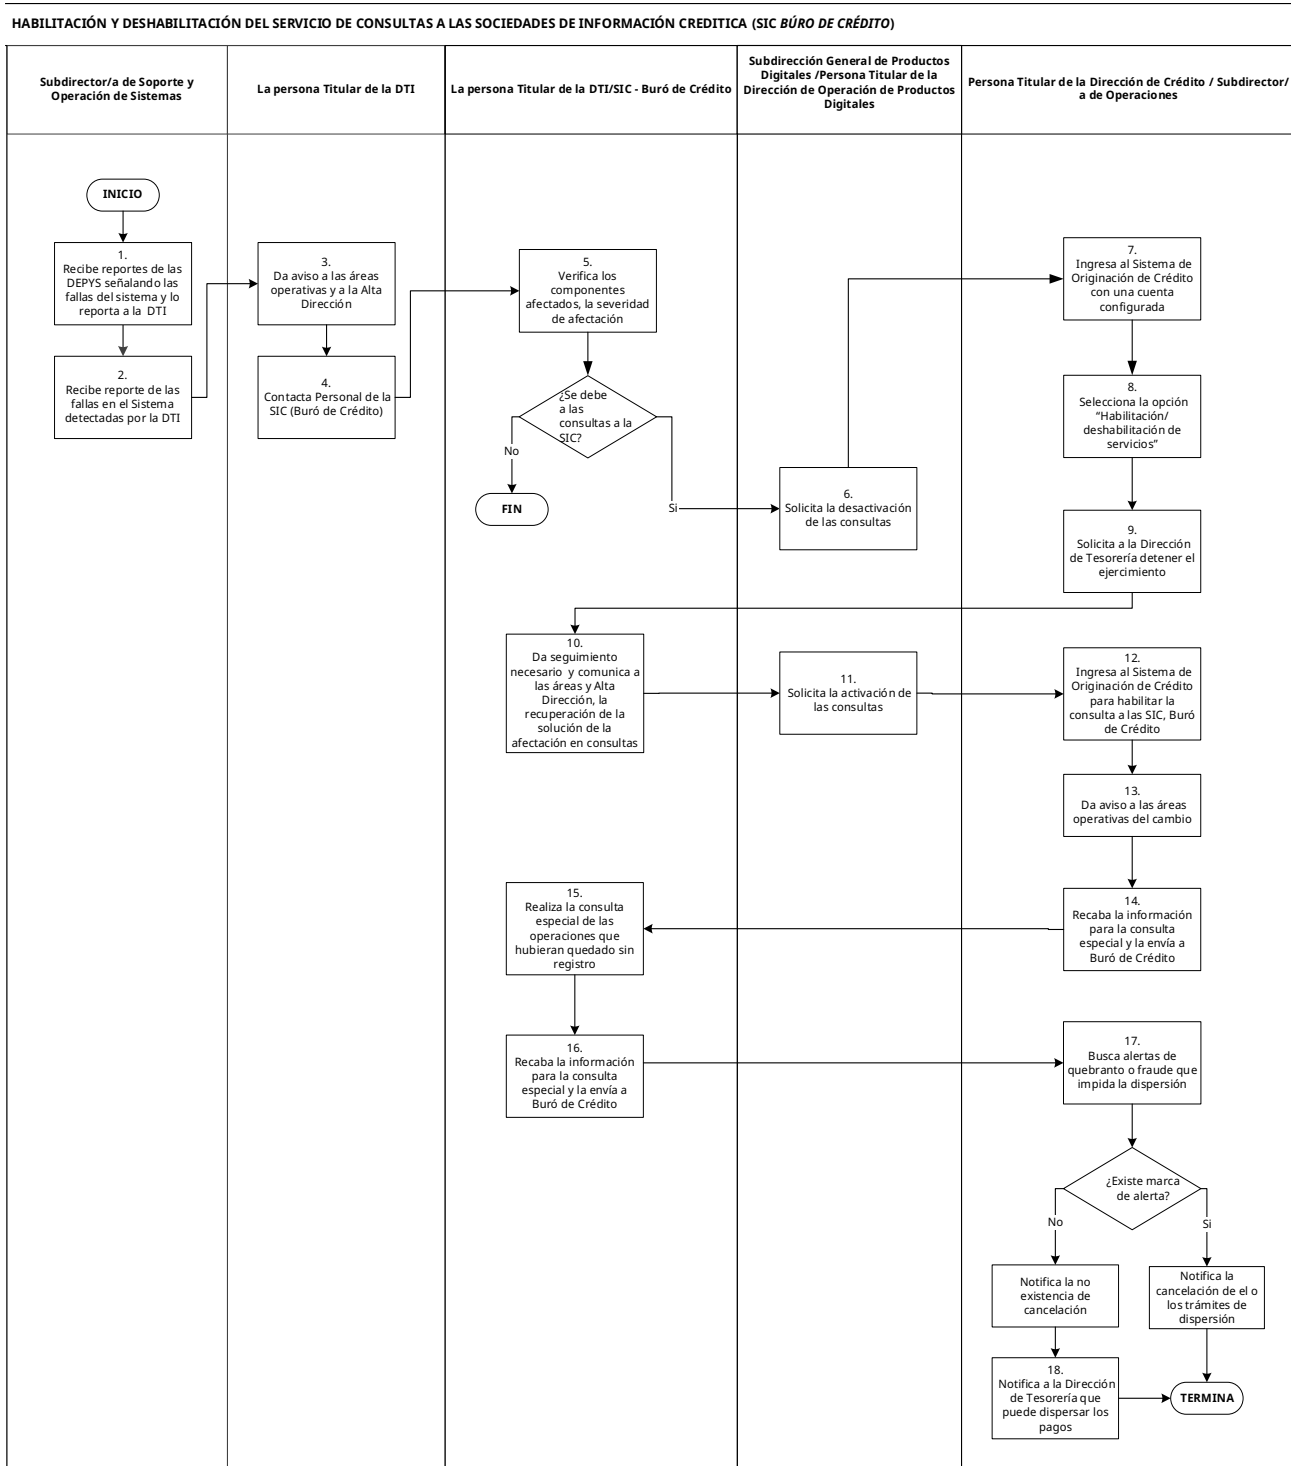 HABILITACIÓN Y DESHABILITACIÓN DEL SERVICIO DE CONSULTAS A LAS SOCIEDADES DE INFORMACIÓN CREDITICA (SIC BÚRO DE CRÉDITO)
Subdirector/a de Soporte y
Operación de Sistemas
La persona Titular de la DTI
La persona Titular de la DTI/SIC - Buró de Crédito
Subdirección General de Productos
Digitales /Persona Titular de la
Dirección de Operación de Productos
Digitales
Persona Titular de la Dirección de Crédito / Subdirector/
a de Operaciones
INICIO
1.
Recibe reportes de las
DEPYS señalando las
fallas del sistema y lo
reporta a la DTI
2.
Recibe reporte de las
fallas en el Sistema
detectadas por la DTI
3.
Da aviso a las áreas
operativas y a la Alta
Dirección
4.
Contacta Personal de la
SIC (Buró de Crédito)
5.
Verifica los
componentes
afectados, la severidad
de afectación
¿Se debe
a las
consultas a la
SIC?
No
FIN
Si
6.
Solicita la desactivación
de las consultas
7.
Ingresa al Sistema de
Originación de Crédito
con una cuenta
configurada
8.
Selecciona la opción
“Habilitación/
deshabilitación de
servicios”
9.
Solicita a la Dirección
de Tesorería detener el
ejercimiento
10.
Da seguimiento
necesario y comunica a
las áreas y Alta
Dirección, la
recuperación de la
solución de la
afectación en consultas
11.
Solicita la activación de
las consultas
12.
Ingresa al Sistema de
Originación de Crédito
para habilitar la
consulta a las SIC, Buró
de Crédito
13.
Da aviso a las áreas
operativas del cambio
14.
Recaba la información
para la consulta
especial y la envía a
Buró de Crédito
15.
Realiza la consulta
especial de las
operaciones que
hubieran quedado sin
registro
16.
Recaba la información
para la consulta
especial y la envía a
Buró de Crédito
17.
Busca alertas de
quebranto o fraude que
impida la dispersión
¿Existe marca
de alerta?
No
Si
Notifica la no
existencia de
cancelación
Notifica la
cancelación de el o
los trámites de
dispersión
18.
Notifica a la Dirección
de Tesorería que
puede dispersar los
pagos
TERMINA